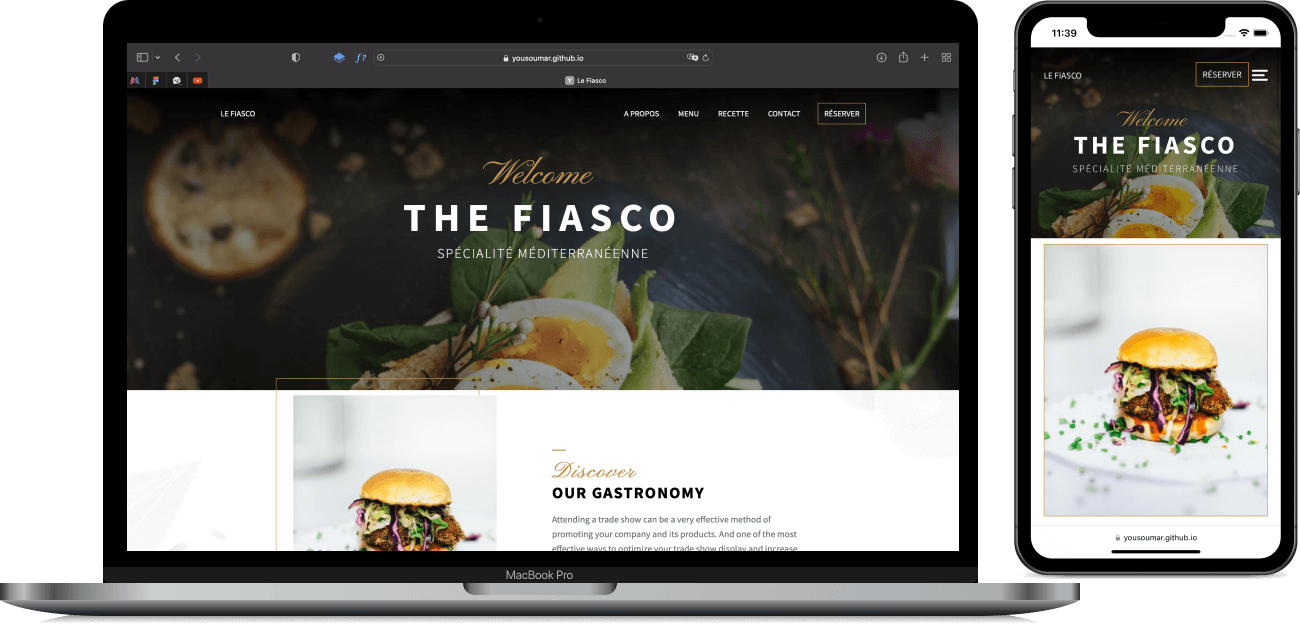 f?
yousoumar.github.io
Y Le Fiasco
LE FIASCO
A PROPOS MENU RECETTE CONTACT RÉSERVER
Welcome
THE FIASCO
SPÉCIALITÉ MÉDITERRANÉENNE
Discover
OUR GASTRONOMY
Attending a trade show can be a very effective method of
promoting your company and its products. And one of the most
effective ways to optimize your trade show display and increase
MacBook Pro
11:39
LE FIASCO RÉSERVER
Welcome
THE FIASCO
SPÉCIALITÉ MÉDITERRANÉENNE
yousoumar.github.io